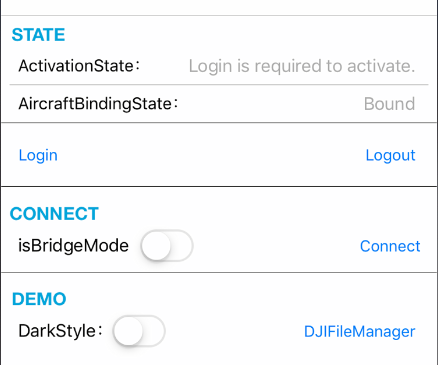 STATE
ActivationState: Login is required to activate.
AircraftBindingState: Bound
Login Logout
CONNECT
isBridgeMode Connect
DEMO
DarkStyle: DJIFileManager